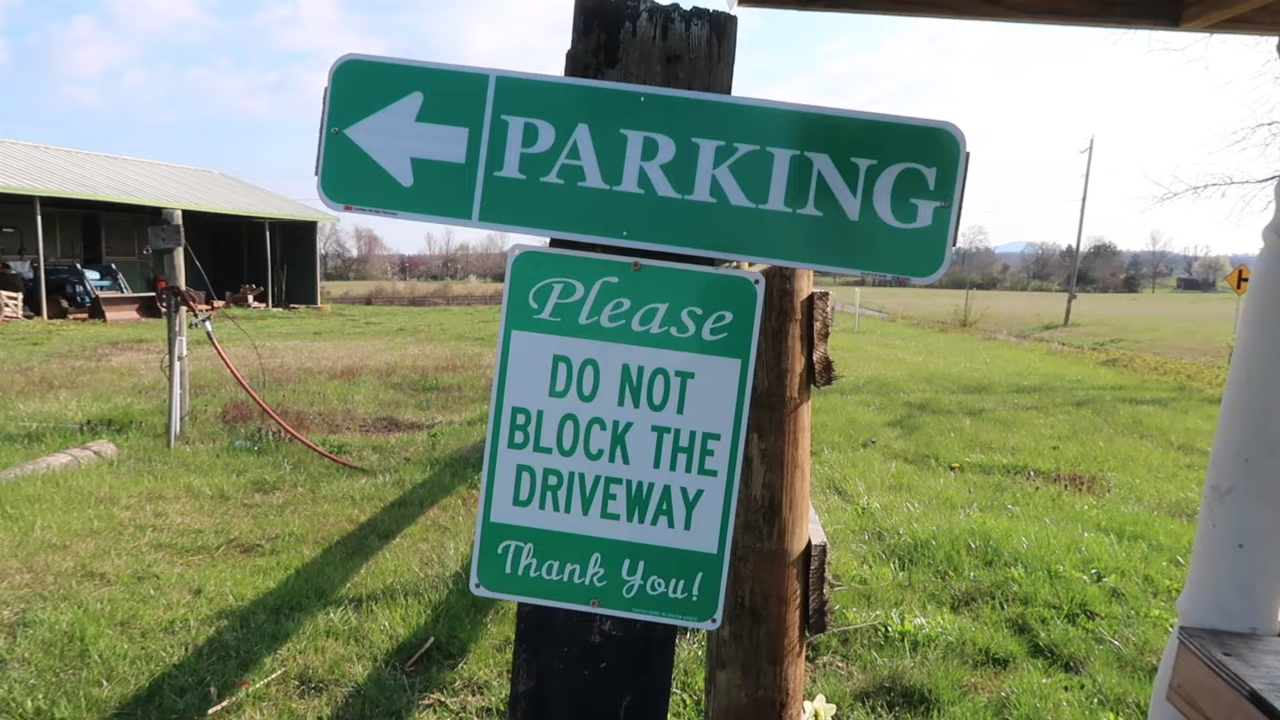 PARKING
Please
DO NOT
BLOCK THE
DRIVEWAY
Thank You!